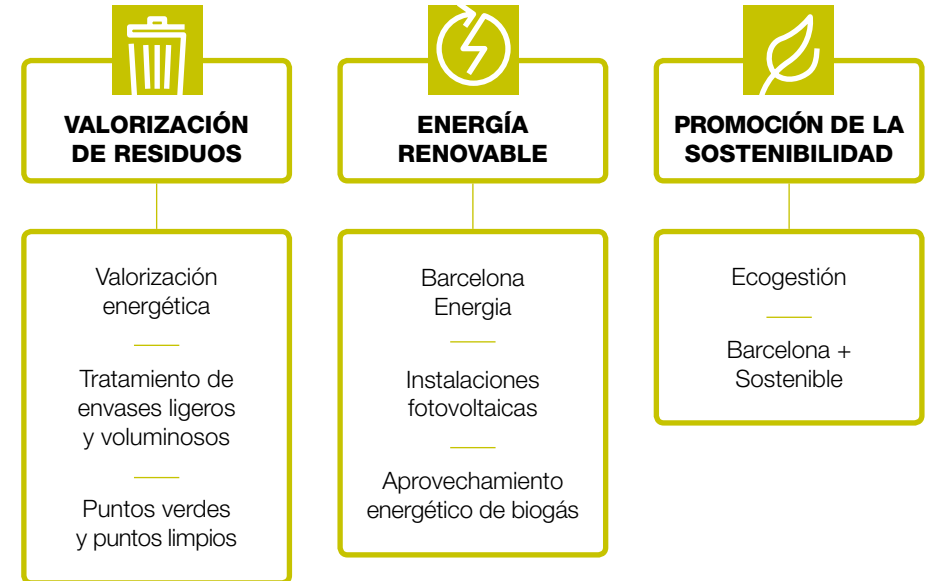 VALORIZACIÓN
DE RESIDUOS
Valorización
energética
Tratamiento de
envases ligeros
y voluminosos
Puntos verdes
y puntos limpios
ENERGÍA
RENOVABLE
Barcelona
Energia
Instalaciones
fotovoltaicas
Aprovechamiento
energético de biogás
PROMOCIÓN DE LA
SOSTENIBILIDAD
Ecogestión
Barcelona +
Sostenible